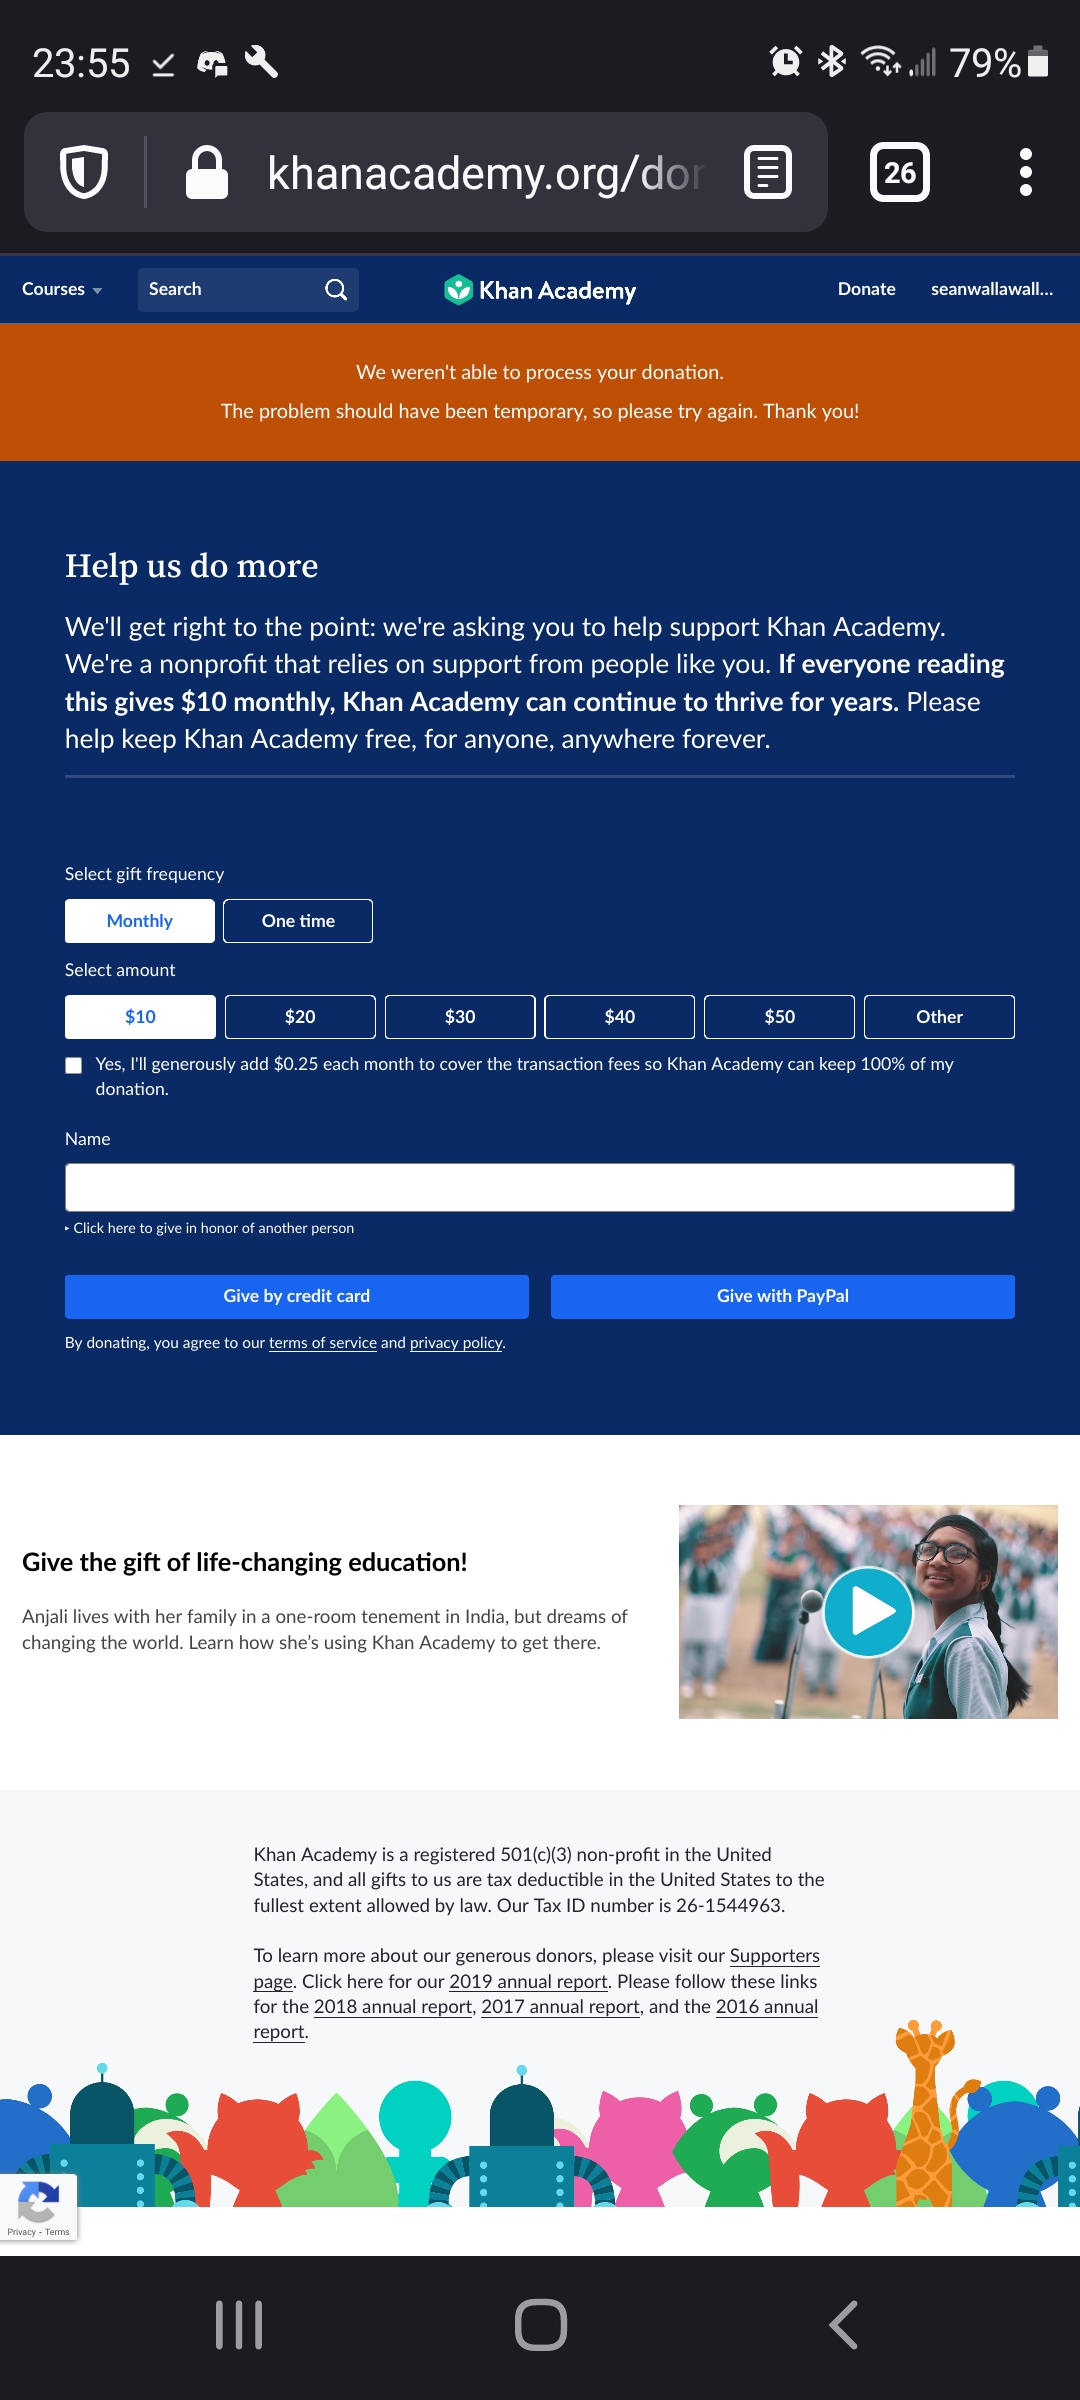 23:55
79%
khanacademy.org/don
26
Courses
Search
Khan Academy
Donate
seanwallawall...
We weren't able to process your donation.
The problem should have been temporary, so please try again. Thank you!
Help us do more
We'll get right to the point: we're asking you to help support Khan Academy.
We're a nonprofit that relies on support from people like you. If everyone reading
this gives $10 monthly, Khan Academy can continue to thrive for years. Please
help keep Khan Academy free, for anyone, anywhere forever.
Select gift frequency
Monthly
One time
Select amount
$10
$20
$30
$40
$50
Other
Yes, I'll generously add $0.25 each month to cover the transaction fees so Khan Academy can keep 100% of my
donation.
Name
Click here to give in honor of another person
Give by credit card
Give with PayPal
By donating, you agree to our terms of service and privacy policy.
Give the gift of life-changing education!
Anjali lives with her family in a one-room tenement in India, but dreams of
changing the world. Learn how she’s using Khan Academy to get there.
Khan Academy is a registered 501(c)(3) non-profit in the United
States, and all gifts to us are tax deductible in the United States to the
fullest extent allowed by law. Our Tax ID number is 26-1544963.
To learn more about our generous donors, please visit our Supporters
page. Click here for our 2019 annual report. Please follow these links
for the 2018 annual report, 2017 annual report, and the 2016 annual
report.
Privacy - Terms